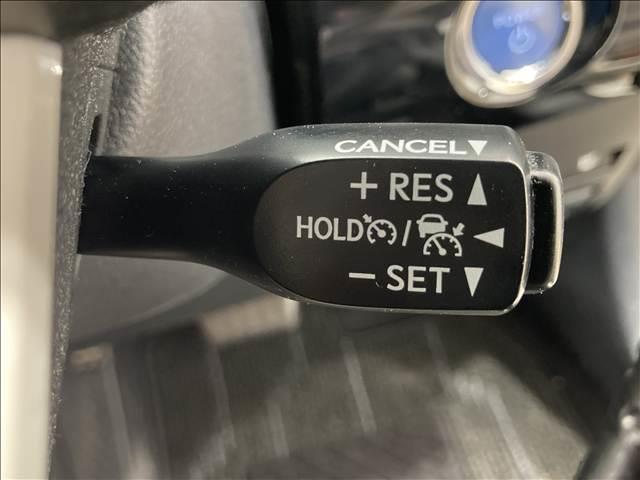 CANCEL▼
+ RES ▲
HOLD / ◀
− SET ▼